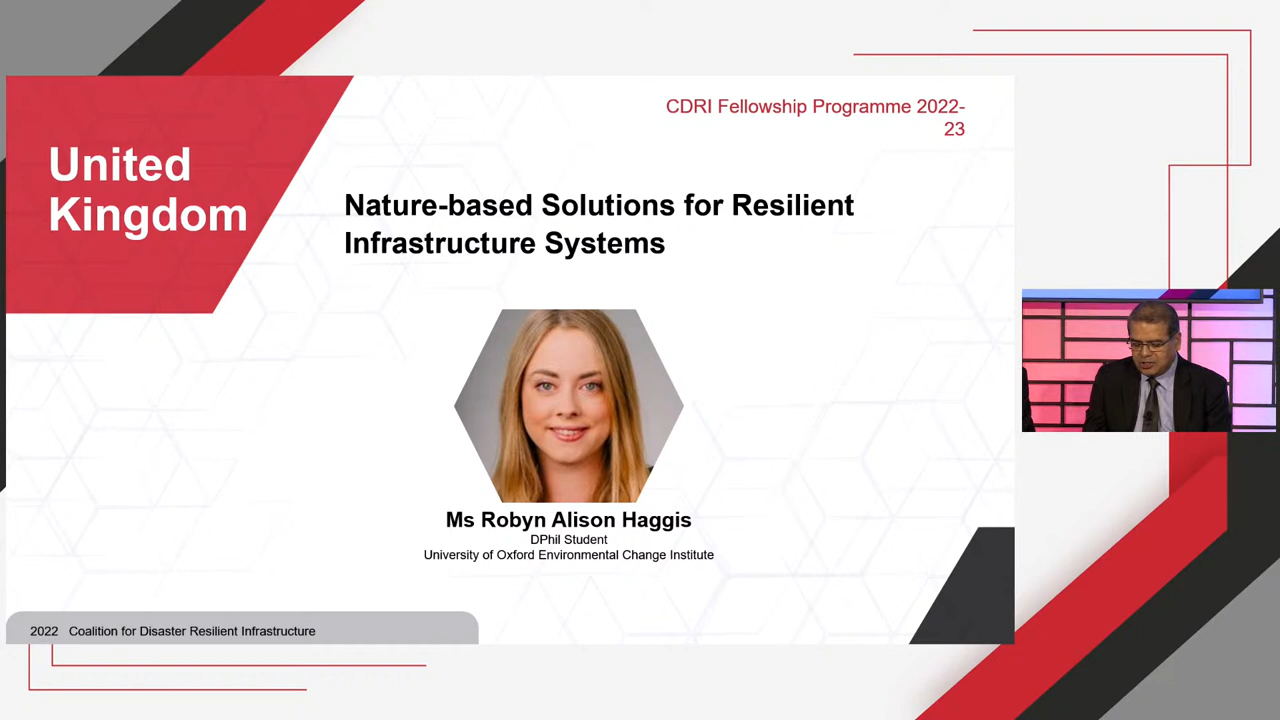 CDRI Fellowship Programme 2022-
23
United
Kingdom
Nature-based Solutions for Resilient
Infrastructure Systems
Ms Robyn Alison Haggis
DPhil Student
University of Oxford Environmental Change Institute
2022 Coalition for Disaster Resilient Infrastructure